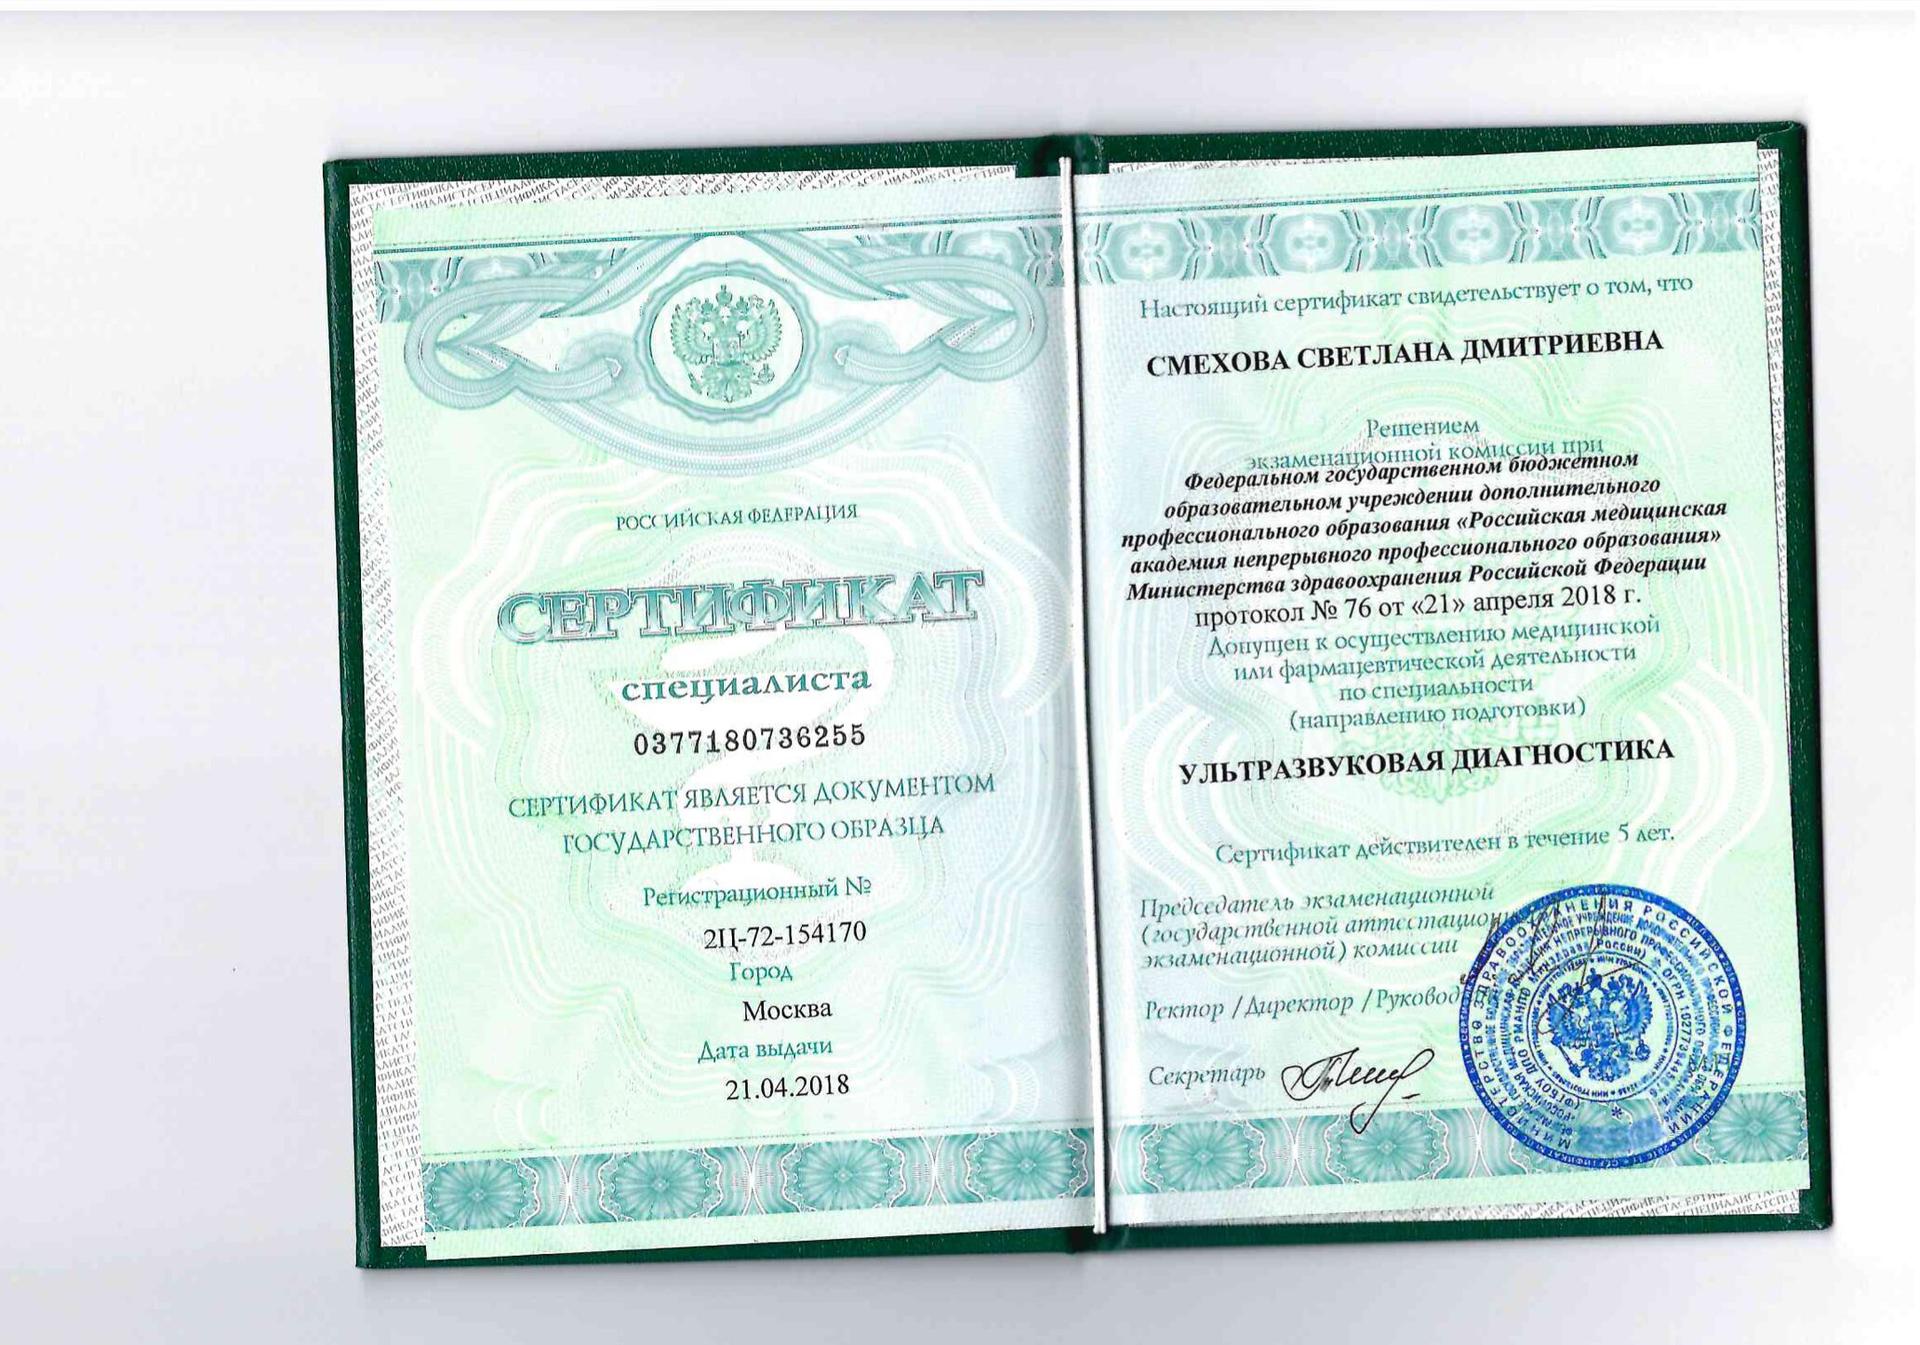 РОССИЙСКАЯ ФЕДЕРАЦИЯ
СЕРТИФИКАТ
специалиста
0377180736255
СЕРТИФИКАТ ЯВЛЯЕТСЯ ДОКУМЕНТОМ
ГОСУДАРСТВЕННОГО ОБРАЗЦА
Регистрационный №
2Ц-72-154170
Город
Москва
Дата выдачи
21.04.2018
Настоящий сертификат свидетельствует о том, что
СМЕХОВА СВЕТЛАНА ДМИТРИЕВНА
Решением
экзаменационной комиссии при
Федеральном государственном бюджетном
образовательном учреждении дополнительного
профессионального образования «Российская медицинская
академия непрерывного профессионального образования»
Министерства здравоохранения Российской Федерации
протокол № 76 от «21» апреля 2018 г.
Допущен к осуществлению медицинской
или фармацевтической деятельности
по специальности
(направлению подготовки)
УЛЬТРАЗВУКОВАЯ ДИАГНОСТИКА
Сертификат действителен в течение 5 лет.
Председатель экзаменационной
(государственной
экзаменационной) комиссии
Ректор / Директор /
Секретарь
МИНИСТЕРСТВО ЗДРАВООХРАНЕНИЯ РОССИЙСКОЙ ФЕДЕРАЦИИ